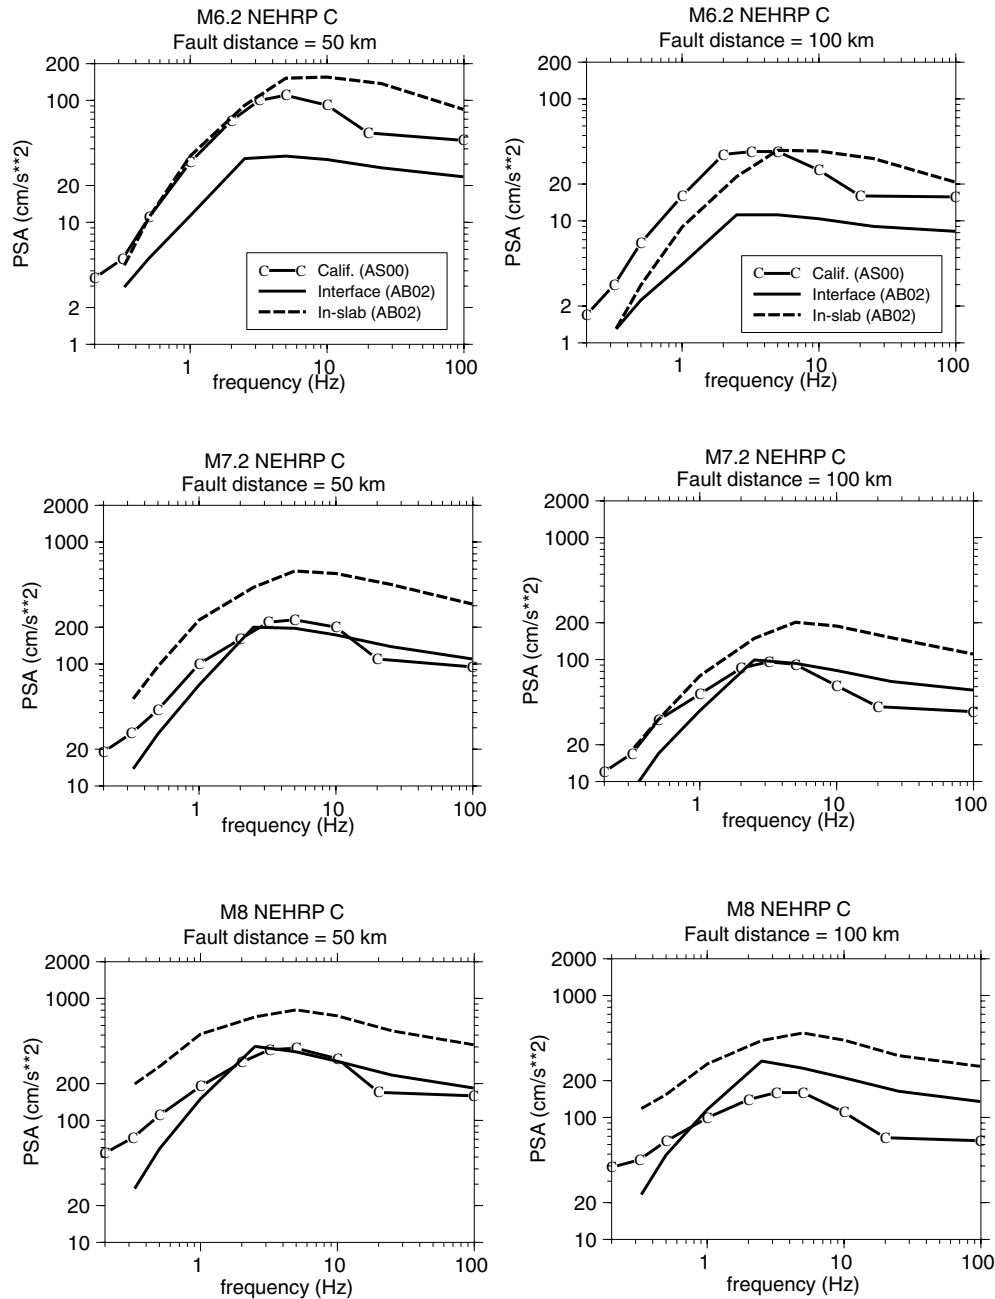 M6.2 NEHRP C
Fault distance = 50 km
200
100
20
10
2
1
PSA (cm/s**2)
C C Calif. (AS00)
Interface (AB02)
In-slab (AB02)
1 10 100
frequency (Hz)
M6.2 NEHRP C
Fault distance = 100 km
200
100
20
10
2
1
PSA (cm/s**2)
C C Calif. (AS00)
Interface (AB02)
In-slab (AB02)
1 10 100
frequency (Hz)
M7.2 NEHRP C
Fault distance = 50 km
2000
1000
200
100
20
10
PSA (cm/s**2)
1 10 100
frequency (Hz)
M7.2 NEHRP C
Fault distance = 100 km
2000
1000
200
100
20
10
PSA (cm/s**2)
1 10 100
frequency (Hz)
M8 NEHRP C
Fault distance = 50 km
2000
1000
200
100
20
10
PSA (cm/s**2)
1 10 100
frequency (Hz)
M8 NEHRP C
Fault distance = 100 km
2000
1000
200
100
20
10
PSA (cm/s**2)
1 10 100
frequency (Hz)